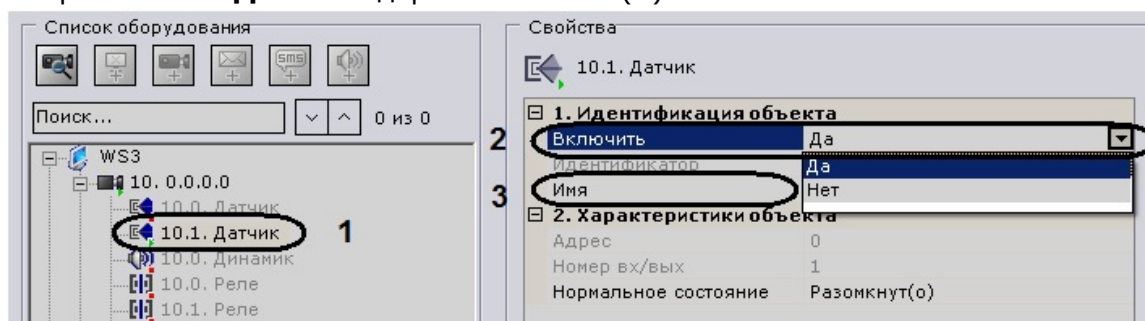 Список оборудования
sms
Поиск...
0 из 0
WS3
10. 0.0.0.0
10.0. Датчик
10.1. Датчик
1
10.0. Динамик
10.0. Реле
10.1. Реле
Свойства
10.1. Датчик
1. Идентификация объекта
2
Включить Да
Идентификатор Да
3
Имя Нет
2. Характеристики объекта
Адрес 0
Номер вх/вых 1
Нормальное состояние Разомкнут(о)